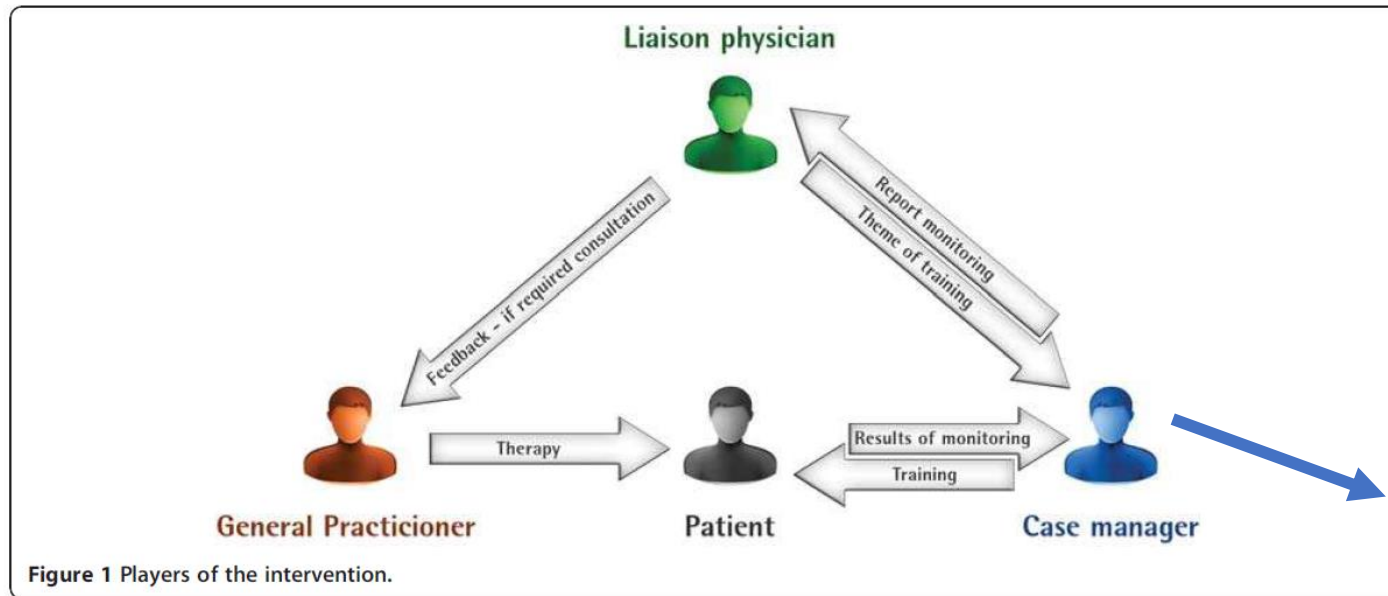 Liaison physician
Report monitoring
Theme of training
Feedback - if required consultation
Therapy
Results of monitoring
Training
General Practicioner
Patient
Case manager
Figure 1 Players of the intervention.